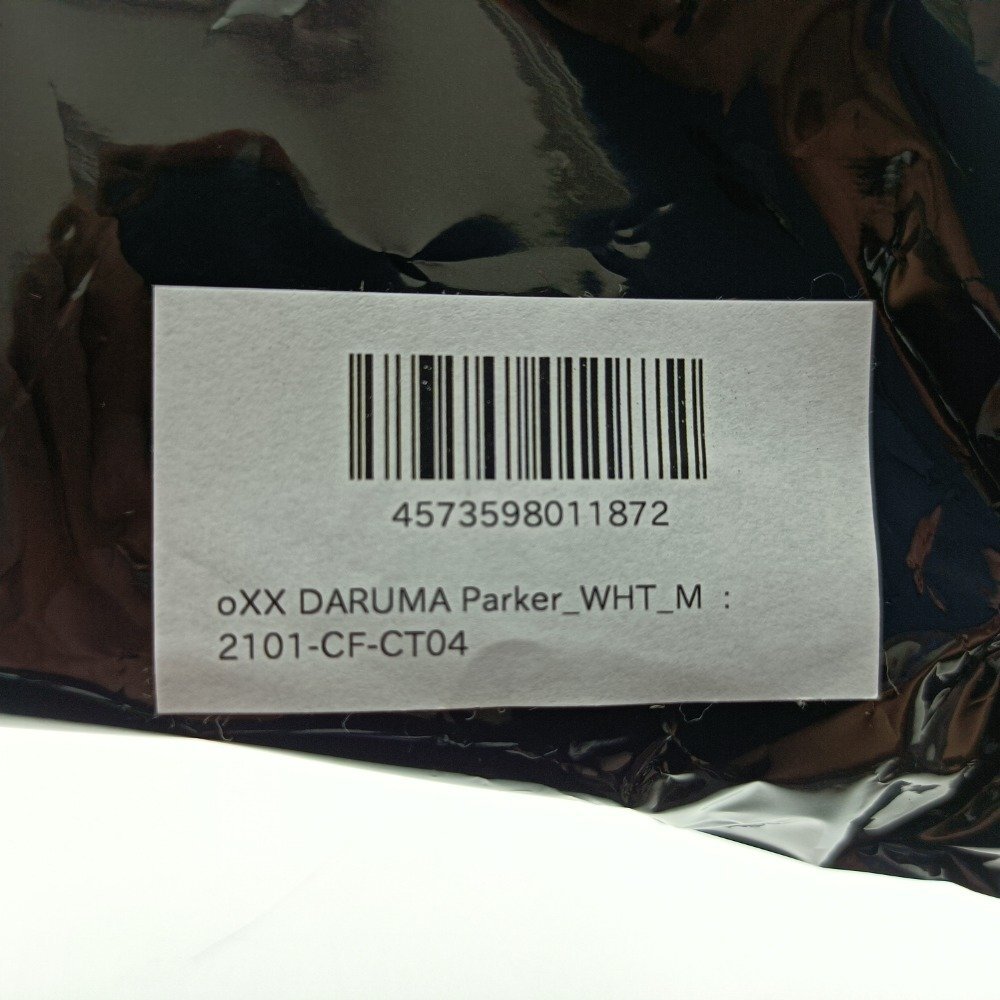 4573598011872
oXX DARUMA Parker_WHT_M :
2101-CF-CT04